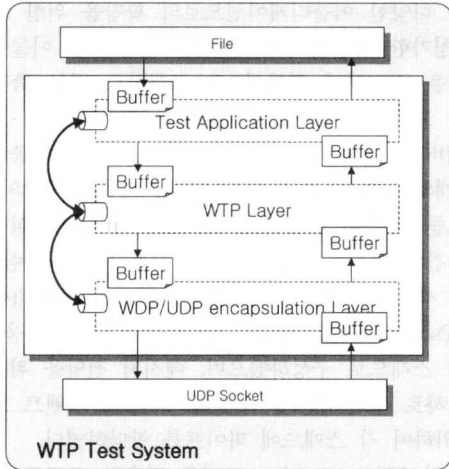 File
Buffer
Test Application Layer
Buffer
Buffer
WTP Layer
Buffer
Buffer
WDP/UDP encapsulation Layer
Buffer
UDP Socket
WTP Test System